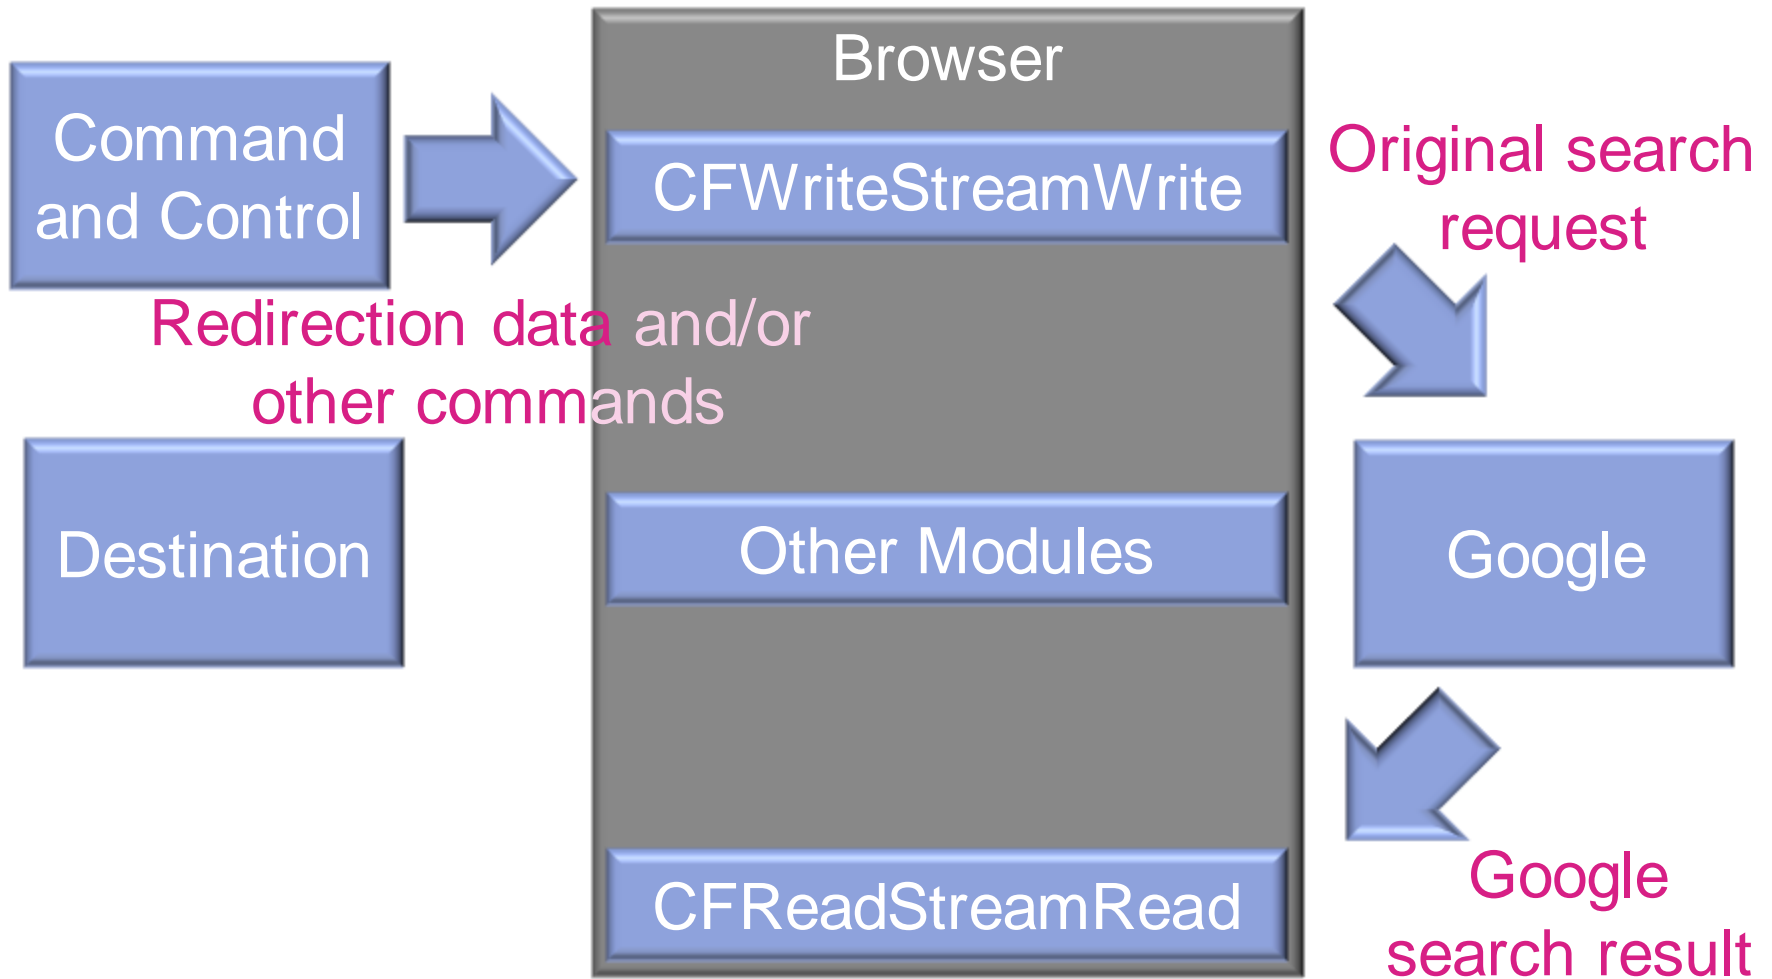 Browser
Command
and Control
CFWriteStreamWrite
Original search
request
Redirection data and/or
other commands
Destination
Other Modules
Google
CFReadStreamRead
Google
search result